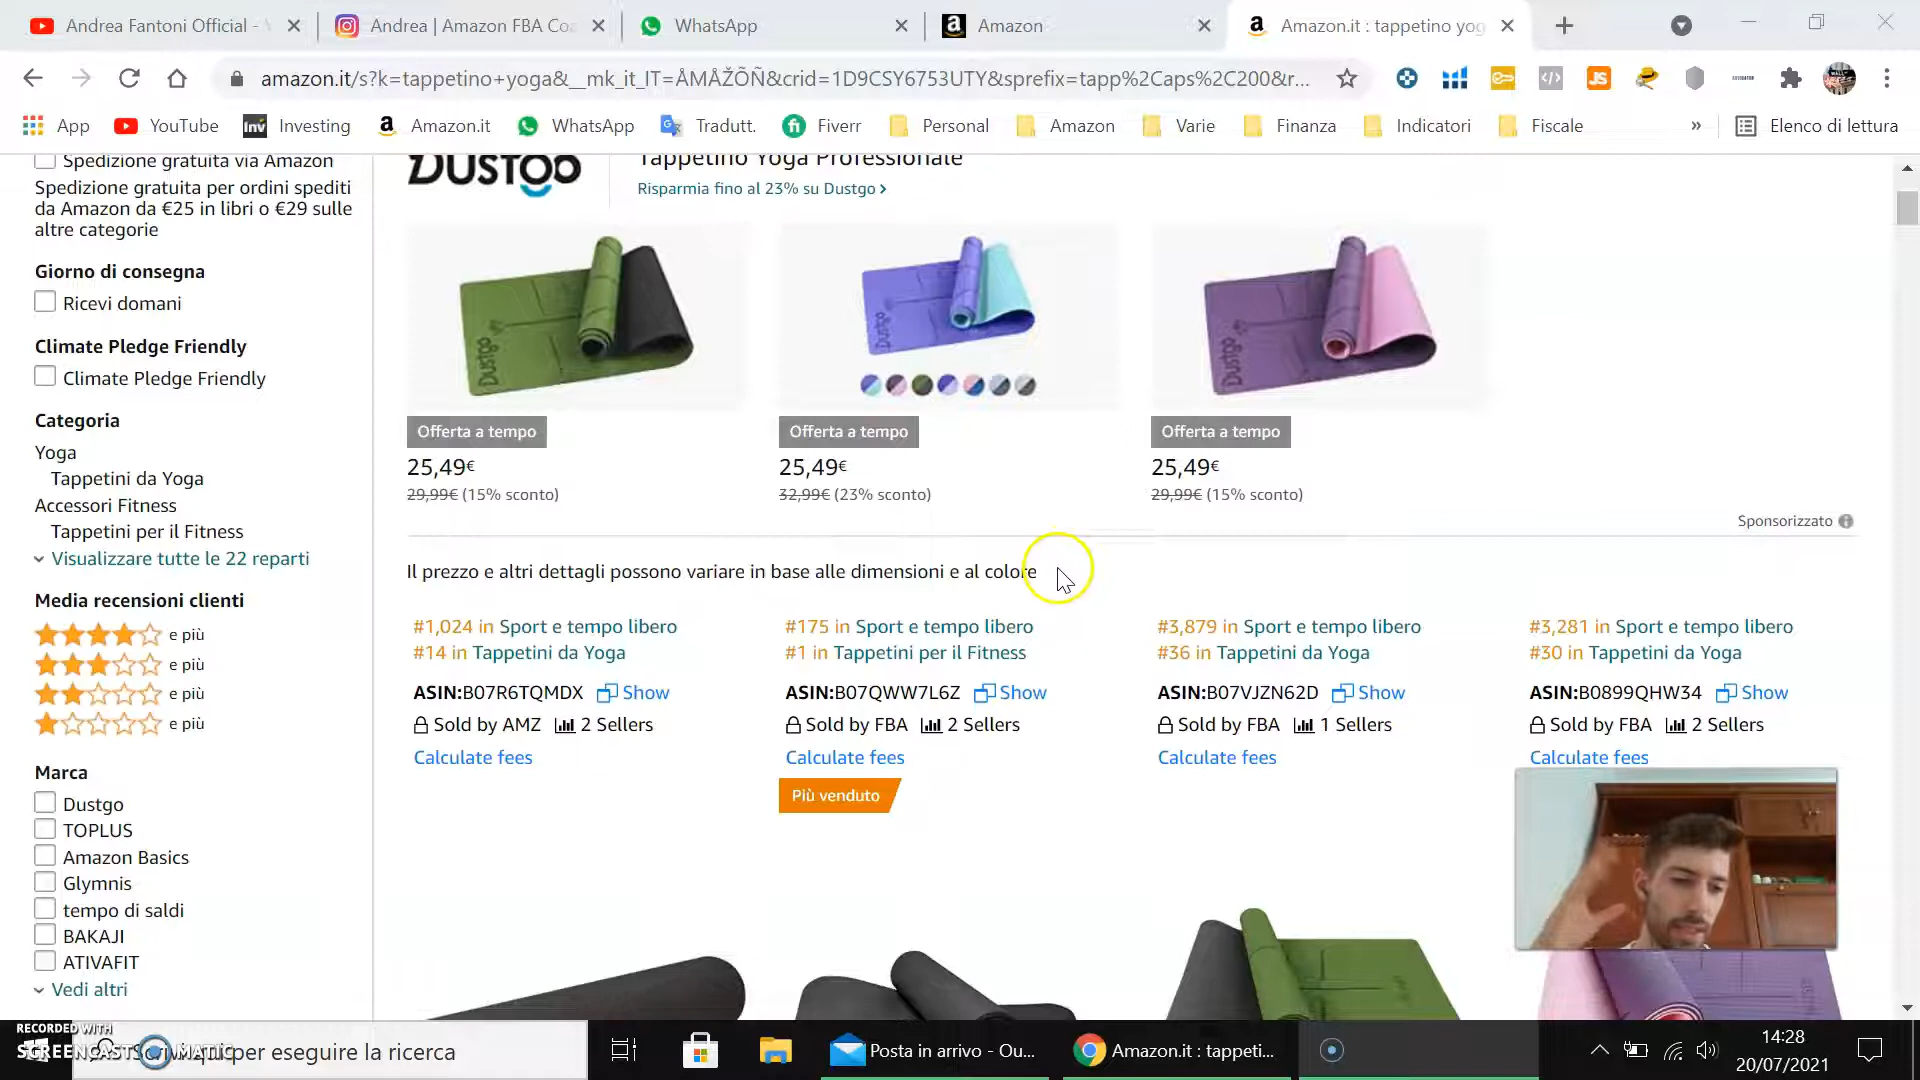 Andrea Fantoni Official -
Andrea | Amazon FBA Coa
WhatsApp
Amazon
Amazon.it : tappetino yog
amazon.it/s?k=tappetino+yoga&__mk_it_IT=ÅMÅŽÕÑ&crid=1D9CSY6753UTY&sprefix=tapp%2Caps%2C200&r...
App
YouTube
Investing
Amazon.it
WhatsApp
Tradutt.
Fiverr
Personal
Amazon
Varie
Finanza
Indicatori
Fiscale
»
Elenco di lettura
Spedizione gratuita via Amazon
Spedizione gratuita per ordini spediti
da Amazon da €25 in libri o €29 sulle
altre categorie
Giorno di consegna
Ricevi domani
Climate Pledge Friendly
Climate Pledge Friendly
Categoria
Yoga
Tappetini da Yoga
Accessori Fitness
Tappetini per il Fitness
Visualizzare tutte le 22 reparti
Media recensioni clienti
e più
e più
e più
e più
Marca
Dustgo
TOPLUS
Amazon Basics
Glymnis
tempo di saldi
BAKAJI
ATIVAFIT
Vedi altri
DUSTGO
Tappetino Yoga Professionale
Risparmia fino al 23% su Dustgo ›
Dustgo
Dustgo
Dustgo
Offerta a tempo
25,49€
29,99€ (15% sconto)
Offerta a tempo
25,49€
32,99€ (23% sconto)
Offerta a tempo
25,49€
29,99€ (15% sconto)
Sponsorizzato
Il prezzo e altri dettagli possono variare in base alle dimensioni e al colore
#1,024 in Sport e tempo libero
#14 in Tappetini da Yoga
ASIN:B07R6TQMDX Show
Sold by AMZ 2 Sellers
Calculate fees
#175 in Sport e tempo libero
#1 in Tappetini per il Fitness
ASIN:B07QWW7L6Z Show
Sold by FBA 2 Sellers
Calculate fees
Più venduto
#3,879 in Sport e tempo libero
#36 in Tappetini da Yoga
ASIN:B07VJZN62D Show
Sold by FBA 1 Sellers
Calculate fees
#3,281 in Sport e tempo libero
#30 in Tappetini da Yoga
ASIN:B0899QHW34 Show
Sold by FBA 2 Sellers
Calculate fees
RECORDED WITH
SCREENCAST MATIC
per eseguire la ricerca
Posta in arrivo - Ou...
Amazon.it : tappeti...
14:28
20/07/2021